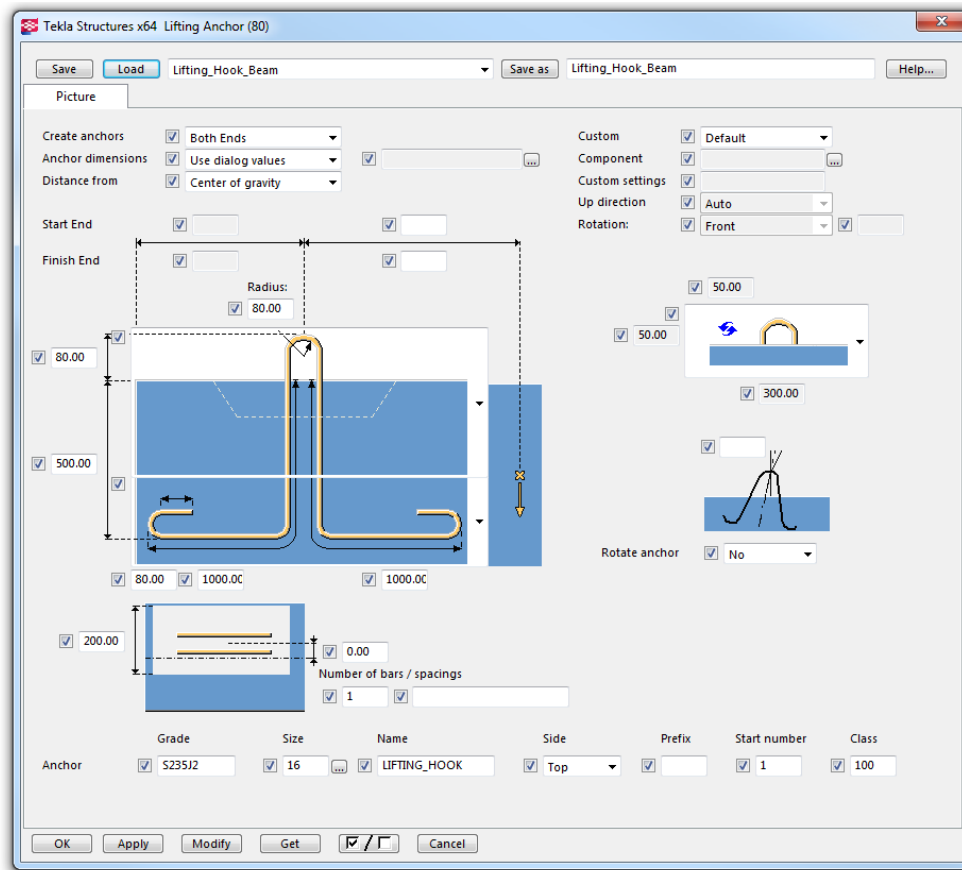 Tekla Structures x64 Lifting Anchor (80)
Save Load Lifting_Hook_Beam Save as Lifting_Hook_Beam Help...
Picture
Create anchors Both Ends Custom Default
Anchor dimensions Use dialog values ... Component ...
Distance from Center of gravity Custom settings
Up direction Auto
Start End Rotation: Front
Finish End
Radius: 50.00
80.00
50.00
80.00
300.00
500.00
Rotate anchor No
80.00 1000.00 1000.00
200.00
0.00
Number of bars / spacings
1
Grade Size Name Side Prefix Start number Class
Anchor S235J2 16 ... LIFTING_HOOK Top 1 100
OK Apply Modify Get / Cancel